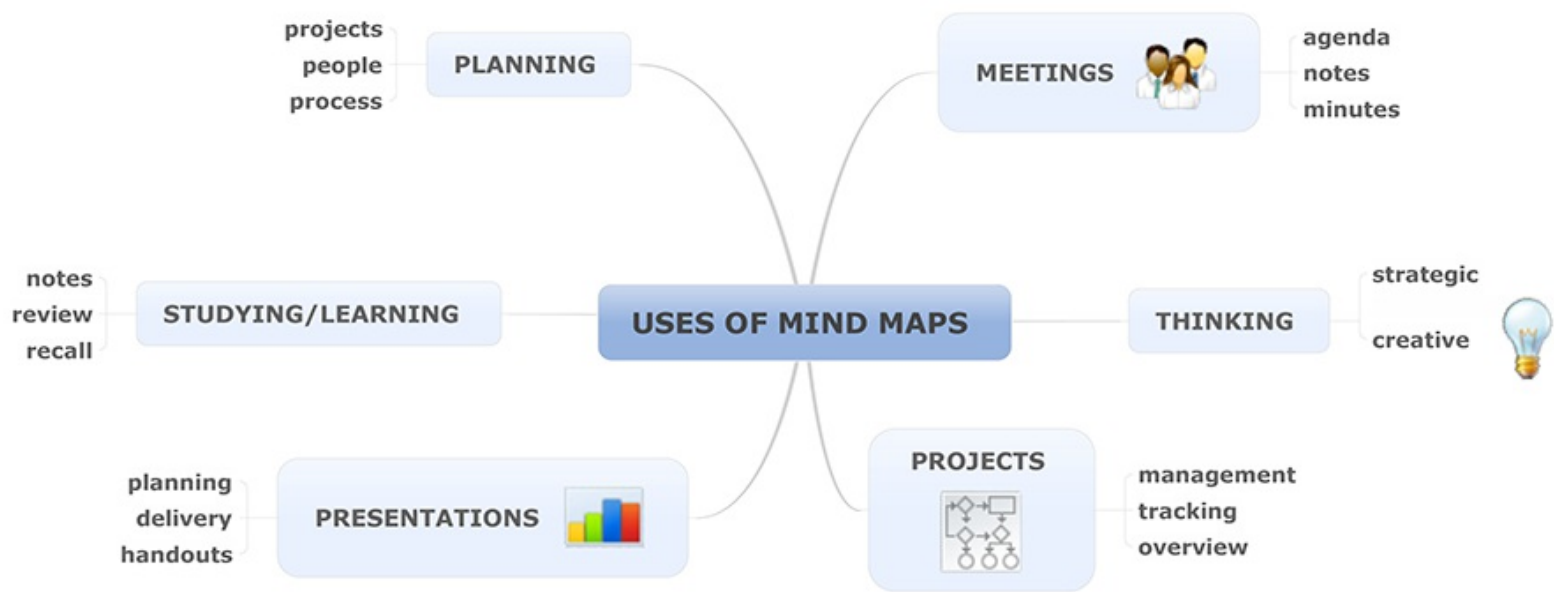 USES OF MIND MAPS
PLANNING
projects
people
process
MEETINGS
agenda
notes
minutes
STUDYING/LEARNING
notes
review
recall
THINKING
strategic
creative
PRESENTATIONS
planning
delivery
handouts
PROJECTS
management
tracking
overview